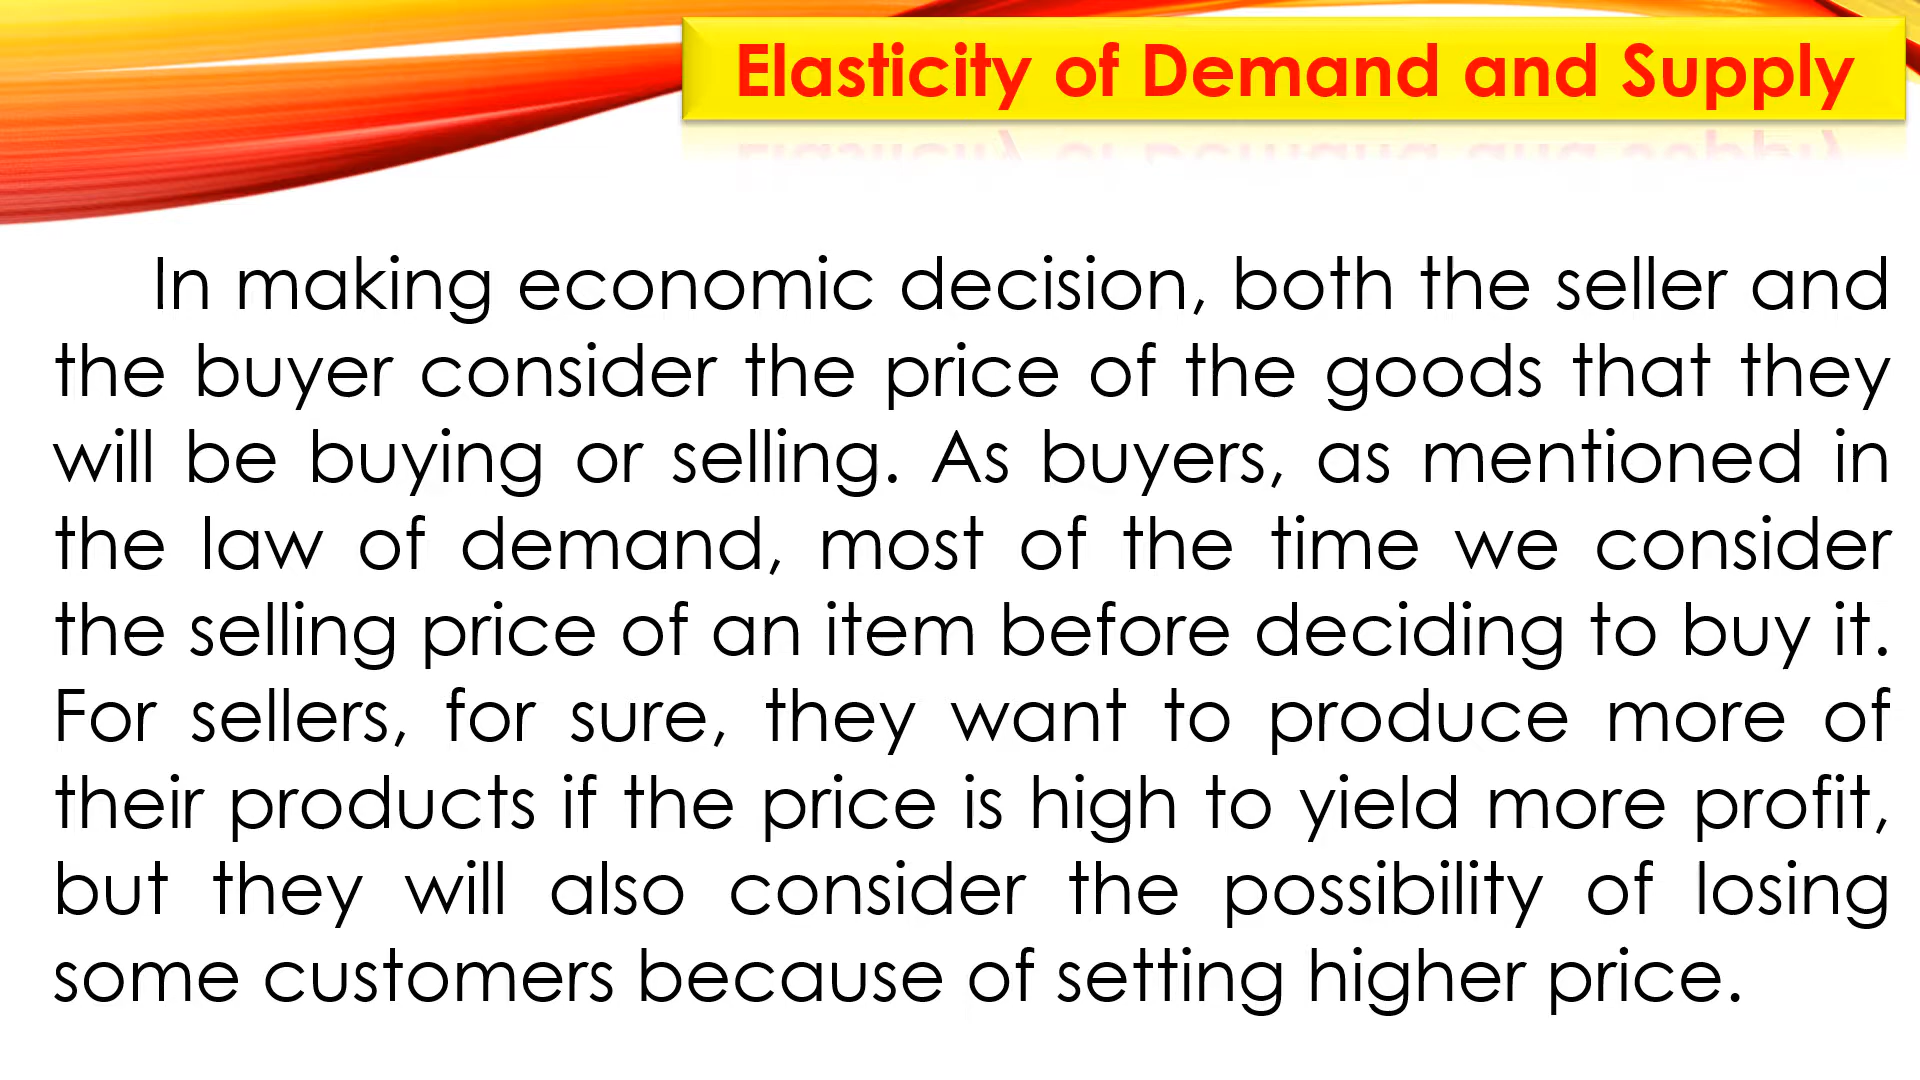 Elasticity of Demand and Supply
In making economic decision, both the seller and
the buyer consider the price of the goods that they
will be buying or selling. As buyers, as mentioned in
the law of demand, most of the time we consider
the selling price of an item before deciding to buy it.
For sellers, for sure, they want to produce more of
their products if the price is high to yield more profit,
but they will also consider the possibility of losing
some customers because of setting higher price.